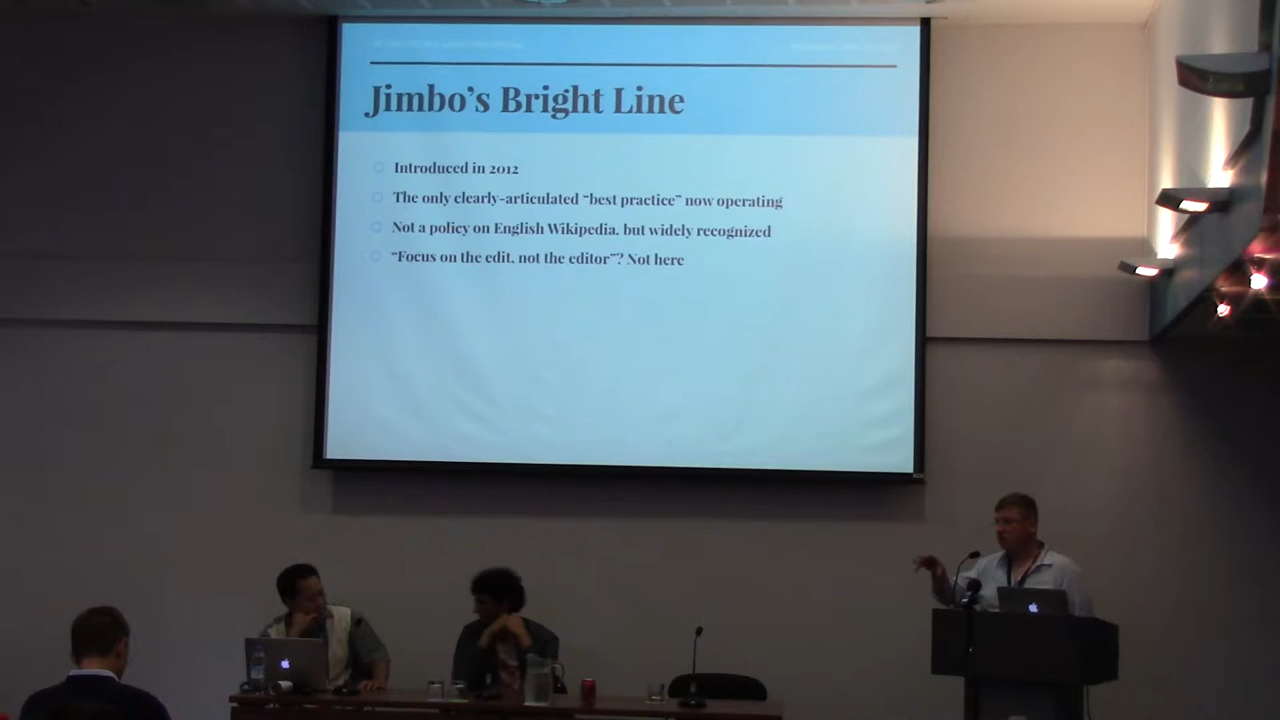 Jimbo's Bright Line
Introduced in 2012
The only clearly-articulated "best practice" now operating
Not a policy on English Wikipedia, but widely recognized
"Focus on the edit, not the editor"? Not here